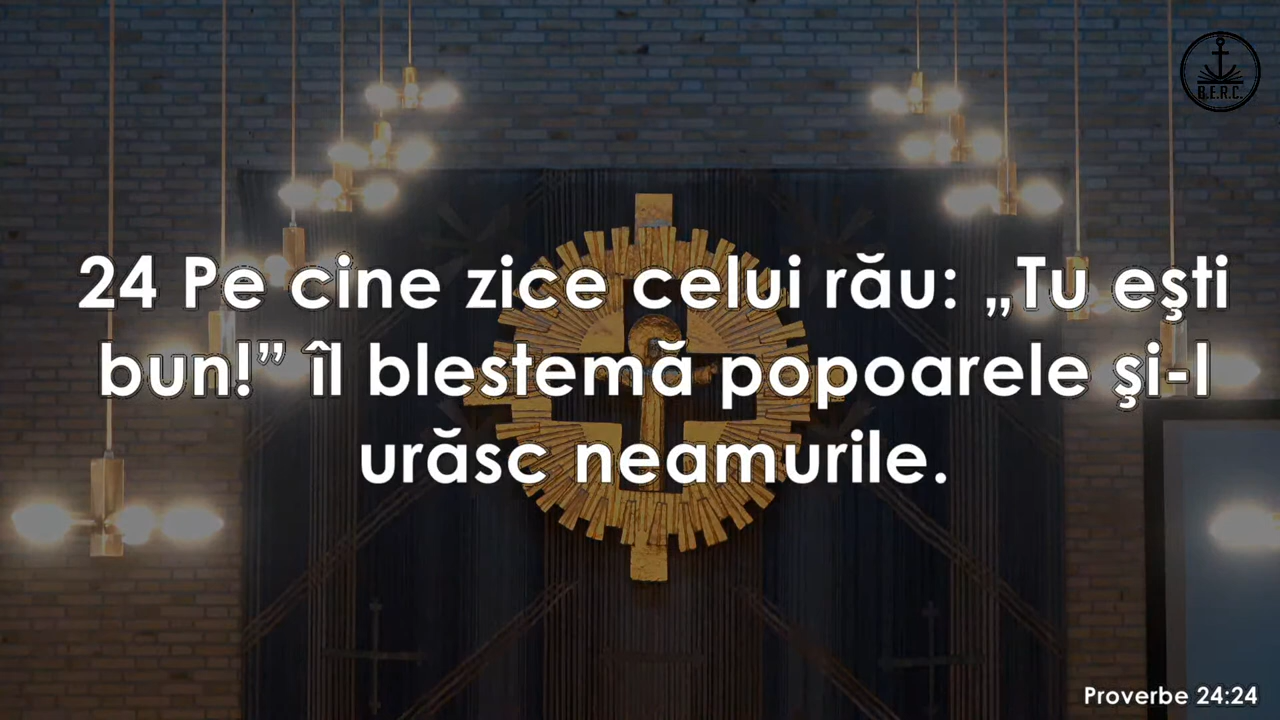 B.E.R.C.
24 Pe cine zice celui rău: „Tu eşti
bun!” îl blestemă popoarele şi-l
urăsc neamurile.
Proverbe 24:24